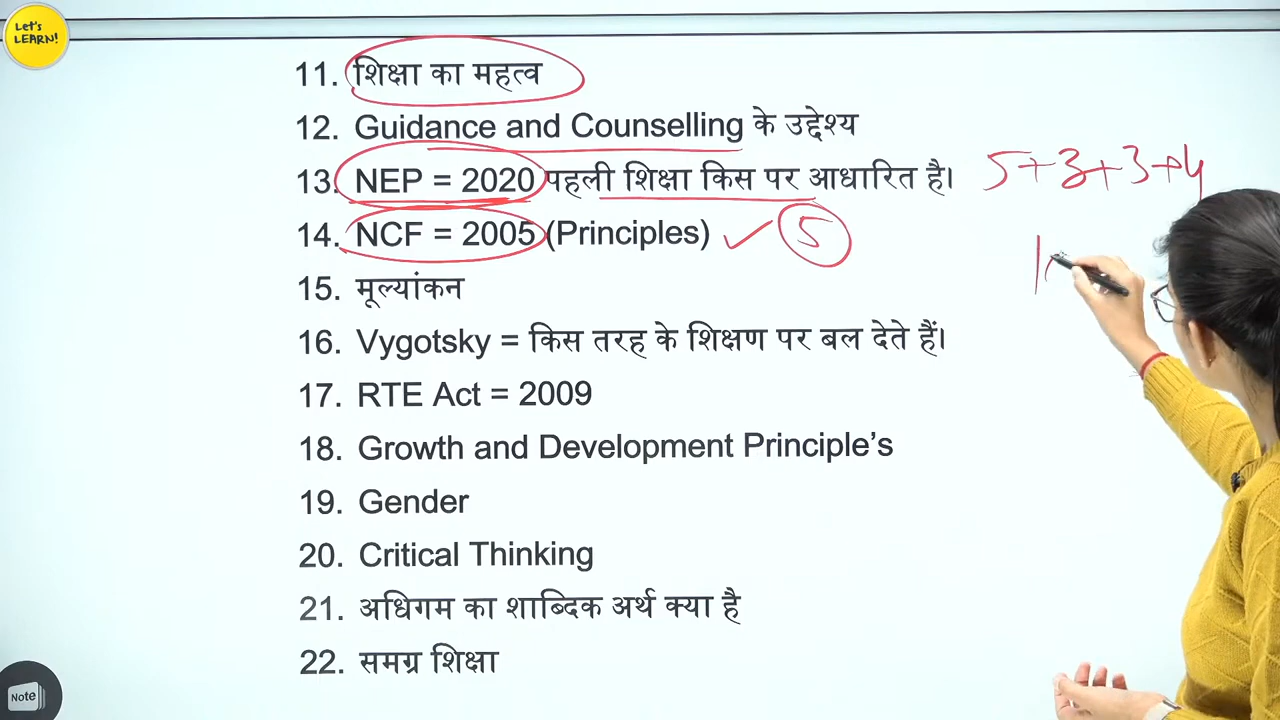 Let's
LEARN!
11. शिक्षा का महत्व
12. Guidance and Counselling के उद्देश्य
13. NEP = 2020 पहली शिक्षा किस पर आधारित है। 5+3+3+4
14. NCF = 2005 (Principles) ✓ 5
15. मूल्यांकन
16. Vygotsky = किस तरह के शिक्षण पर बल देते हैं।
17. RTE Act = 2009
18. Growth and Development Principle's
19. Gender
20. Critical Thinking
21. अधिगम का शाब्दिक अर्थ क्या है
22. समग्र शिक्षा
Note